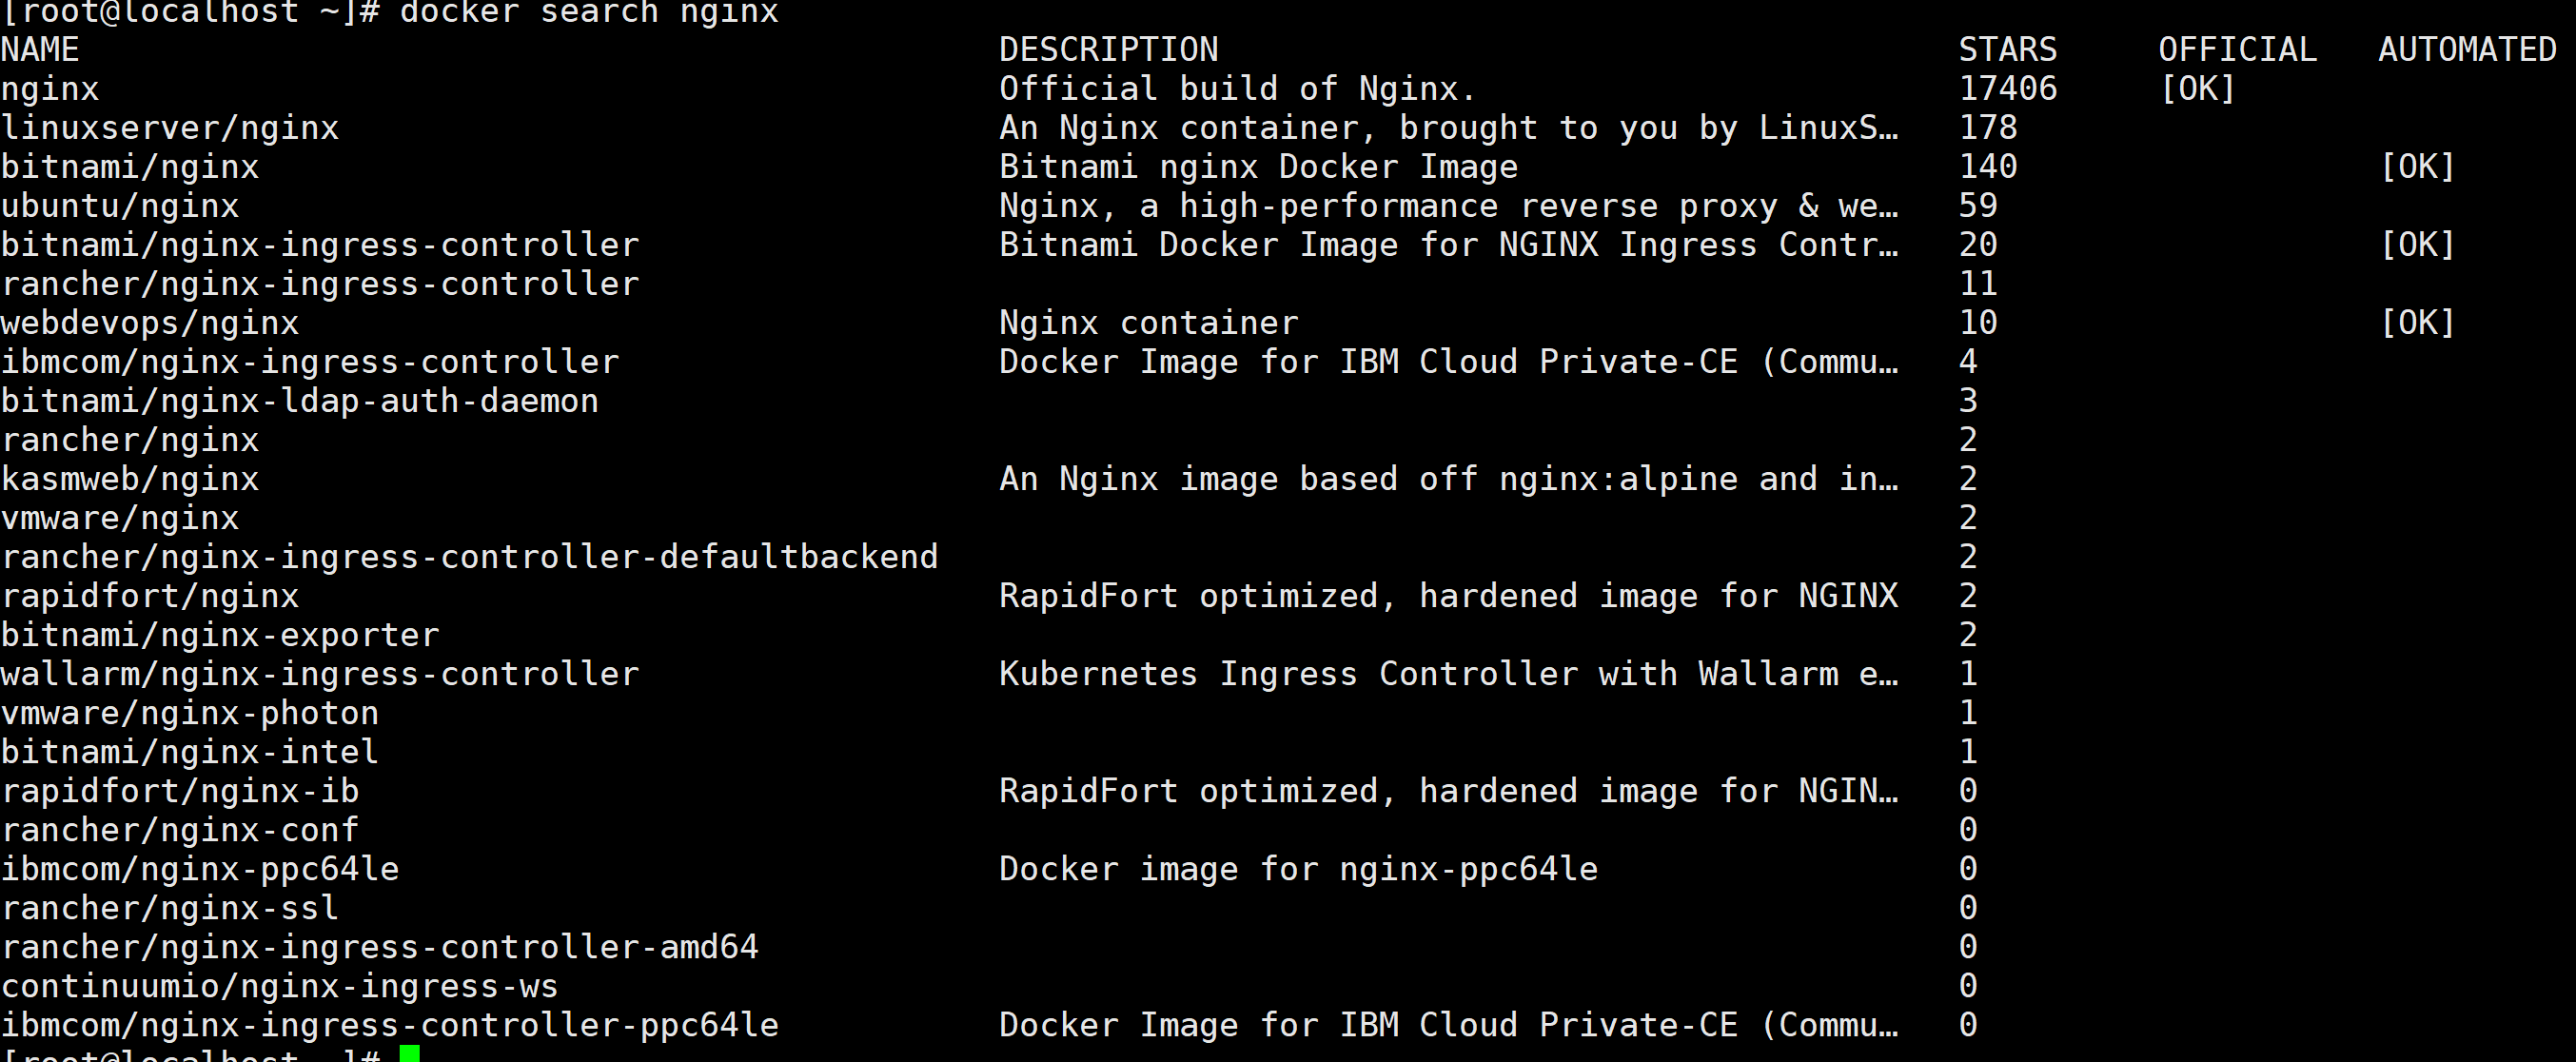 [root@localhost ~]# docker search nginx
NAME DESCRIPTION STARS OFFICIAL AUTOMATED
nginx Official build of Nginx. 17406 [OK]
linuxserver/nginx An Nginx container, brought to you by LinuxS… 178
bitnami/nginx Bitnami nginx Docker Image 140 [OK]
ubuntu/nginx Nginx, a high-performance reverse proxy & we… 59
bitnami/nginx-ingress-controller Bitnami Docker Image for NGINX Ingress Contr… 20 [OK]
rancher/nginx-ingress-controller 11
webdevops/nginx Nginx container 10 [OK]
ibmcom/nginx-ingress-controller Docker Image for IBM Cloud Private-CE (Commu… 4
bitnami/nginx-ldap-auth-daemon 3
rancher/nginx 2
kasmweb/nginx An Nginx image based off nginx:alpine and in… 2
vmware/nginx 2
rancher/nginx-ingress-controller-defaultbackend 2
rapidfort/nginx RapidFort optimized, hardened image for NGINX 2
bitnami/nginx-exporter 2
wallarm/nginx-ingress-controller Kubernetes Ingress Controller with Wallarm e… 1
vmware/nginx-photon 1
bitnami/nginx-intel 1
rapidfort/nginx-ib RapidFort optimized, hardened image for NGIN… 0
rancher/nginx-conf 0
ibmcom/nginx-ppc64le Docker image for nginx-ppc64le 0
rancher/nginx-ssl 0
rancher/nginx-ingress-controller-amd64 0
continuumio/nginx-ingress-ws 0
ibmcom/nginx-ingress-controller-ppc64le Docker Image for IBM Cloud Private-CE (Commu… 0
[root@localhost ~]#